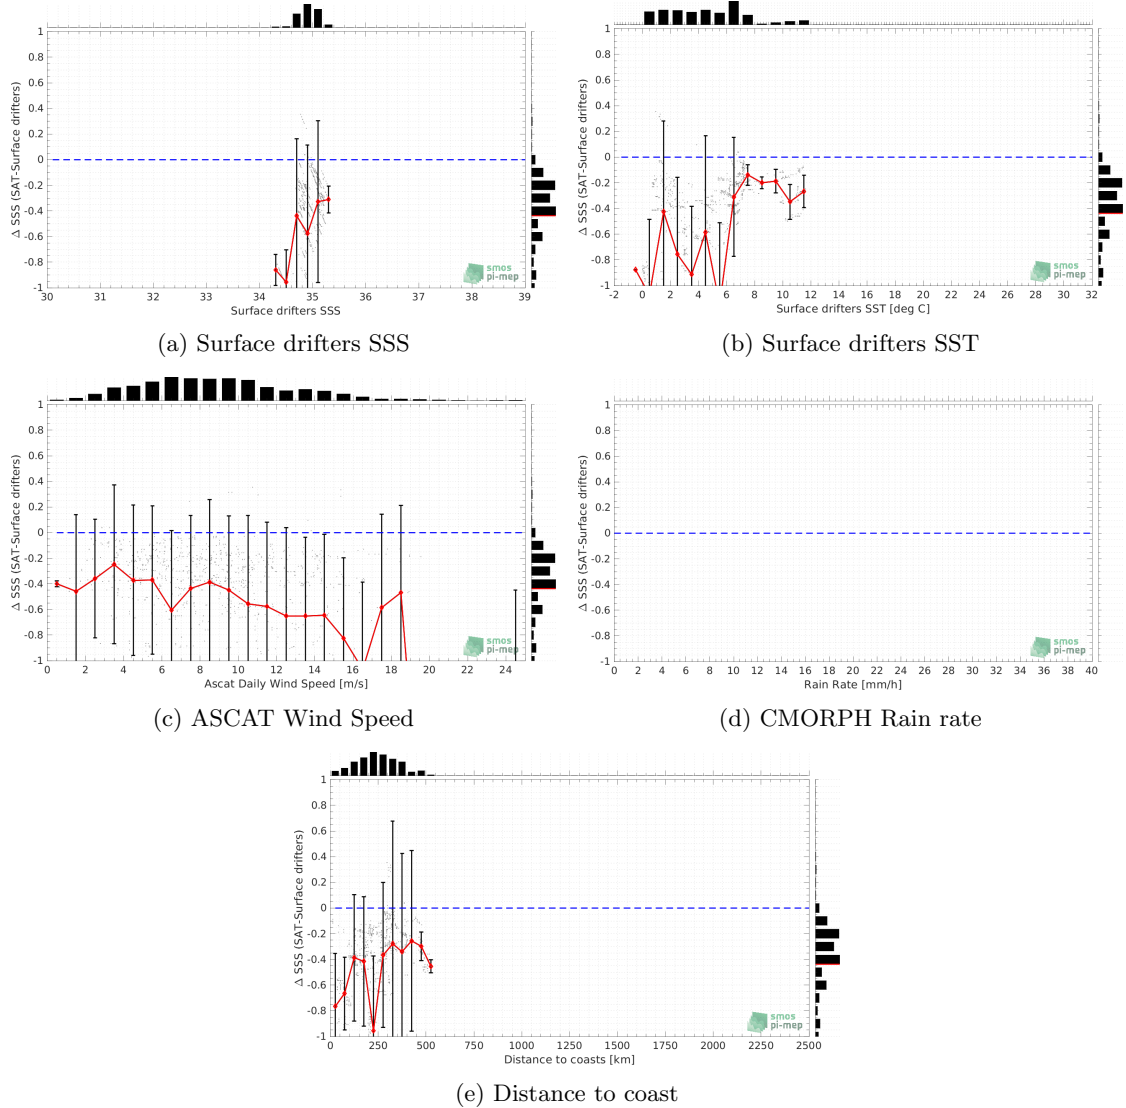 Δ SSS (SAT-Surface drifters)
1
0.8
0.6
0.4
0.2
0
-0.2
-0.4
-0.6
-0.8
-1
30 31 32 33 34 35 36 37 38 39
Surface drifters SSS
smos
pi-mep
(a) Surface drifters SSS
Δ SSS (SAT-Surface drifters)
1
0.8
0.6
0.4
0.2
0
-0.2
-0.4
-0.6
-0.8
-1
-2 0 2 4 6 8 10 12 14 16 18 20 22 24 26 28 30 32
Surface drifters SST [deg C]
smos
pi-mep
(b) Surface drifters SST
Δ SSS (SAT-Surface drifters)
1
0.8
0.6
0.4
0.2
0
-0.2
-0.4
-0.6
-0.8
-1
0 2 4 6 8 10 12 14 16 18 20 22 24
Ascat Daily Wind Speed [m/s]
smos
pi-mep
(c) ASCAT Wind Speed
Δ SSS (SAT-Surface drifters)
1
0.8
0.6
0.4
0.2
0
-0.2
-0.4
-0.6
-0.8
-1
0 2 4 6 8 10 12 14 16 18 20 22 24 26 28 30 32 34 36 38 40
Rain Rate [mm/h]
smos
pi-mep
(d) CMORPH Rain rate
Δ SSS (SAT-Surface drifters)
1
0.8
0.6
0.4
0.2
0
-0.2
-0.4
-0.6
-0.8
-1
0 250 500 750 1000 1250 1500 1750 2000 2250 2500
Distance to coasts [km]
smos
pi-mep
(e) Distance to coast